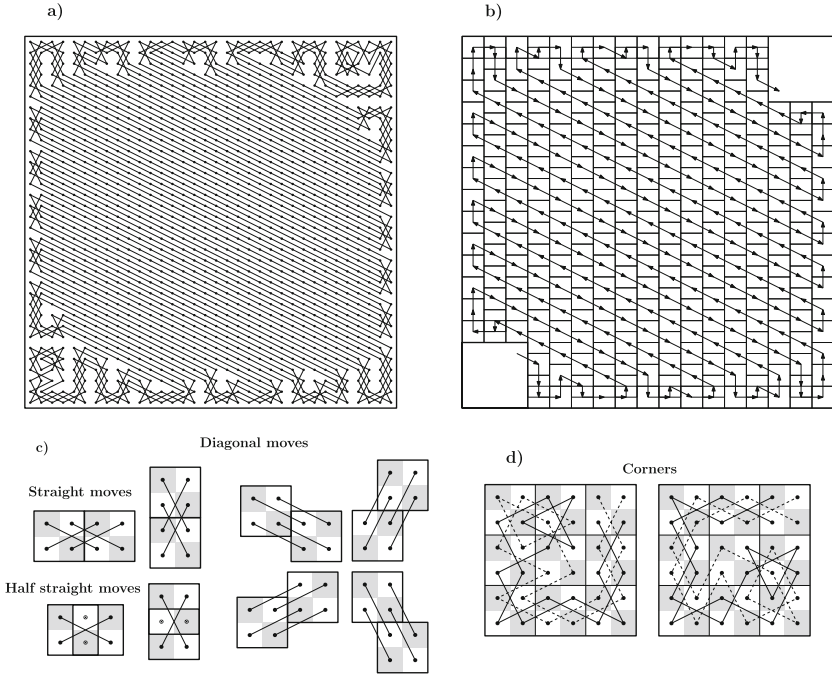 a)
b)
c)
Diagonal moves
Straight moves
Half straight moves
d)
Corners